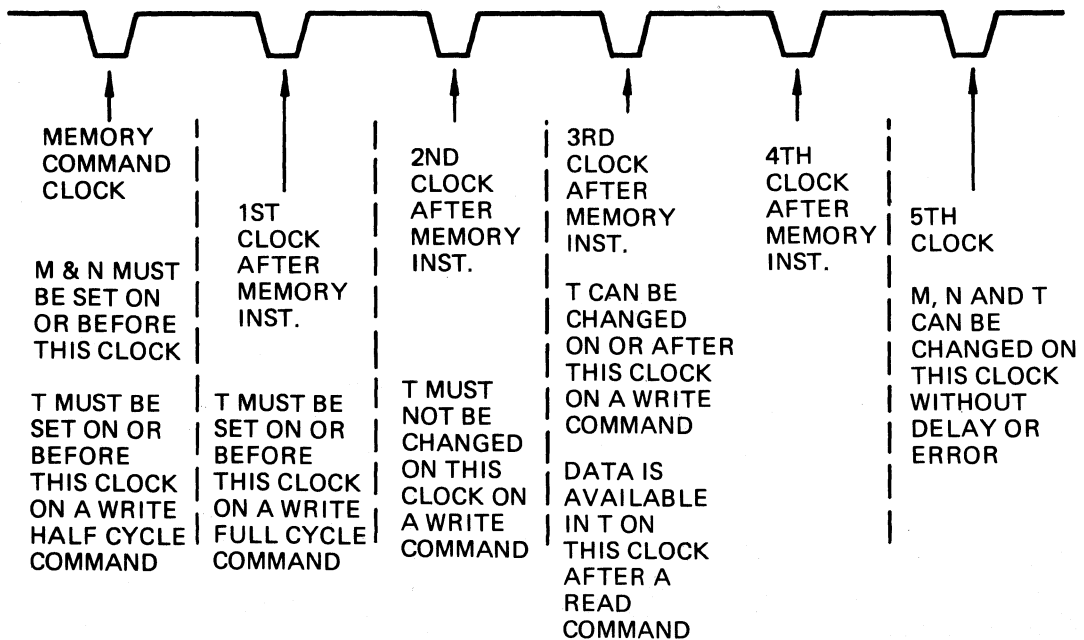 MEMORY
COMMAND
CLOCK
M & N MUST
BE SET ON
OR BEFORE
THIS CLOCK
T MUST BE
SET ON OR
BEFORE
THIS CLOCK
ON A WRITE
HALF CYCLE
COMMAND
1ST
CLOCK
AFTER
MEMORY
INST.
T MUST BE
SET ON OR
BEFORE
THIS CLOCK
ON A WRITE
FULL CYCLE
COMMAND
2ND
CLOCK
AFTER
MEMORY
INST.
T MUST
NOT BE
CHANGED
ON THIS
CLOCK ON
A WRITE
COMMAND
3RD
CLOCK
AFTER
MEMORY
INST.
T CAN BE
CHANGED
ON OR AFTER
THIS CLOCK
ON A WRITE
COMMAND
DATA IS
AVAILABLE
IN T ON
THIS CLOCK
AFTER A
READ
COMMAND
4TH
CLOCK
AFTER
MEMORY
INST.
5TH
CLOCK
M, N AND T
CAN BE
CHANGED ON
THIS CLOCK
WITHOUT
DELAY OR
ERROR